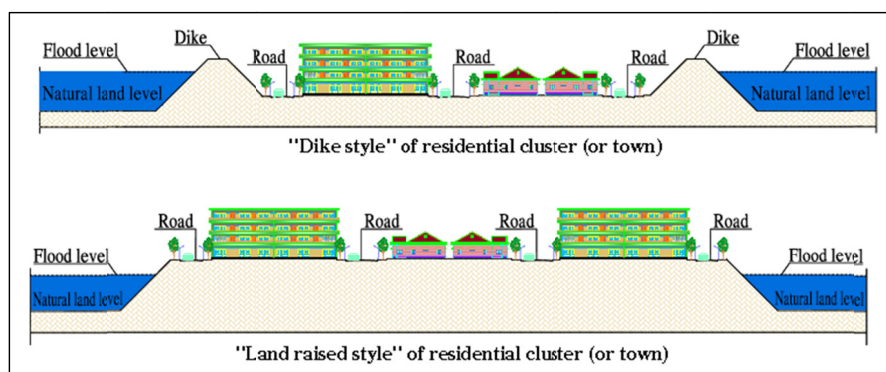 Dike
Dike
Flood level
Road
Road
Road
Flood level
Natural land level
Natural land level
"Dike style" of residential cluster (or town)
Road
Road
Road
Road
Flood level
Flood level
Natural land level
Natural land level
"Land raised style" of residential cluster (or town)